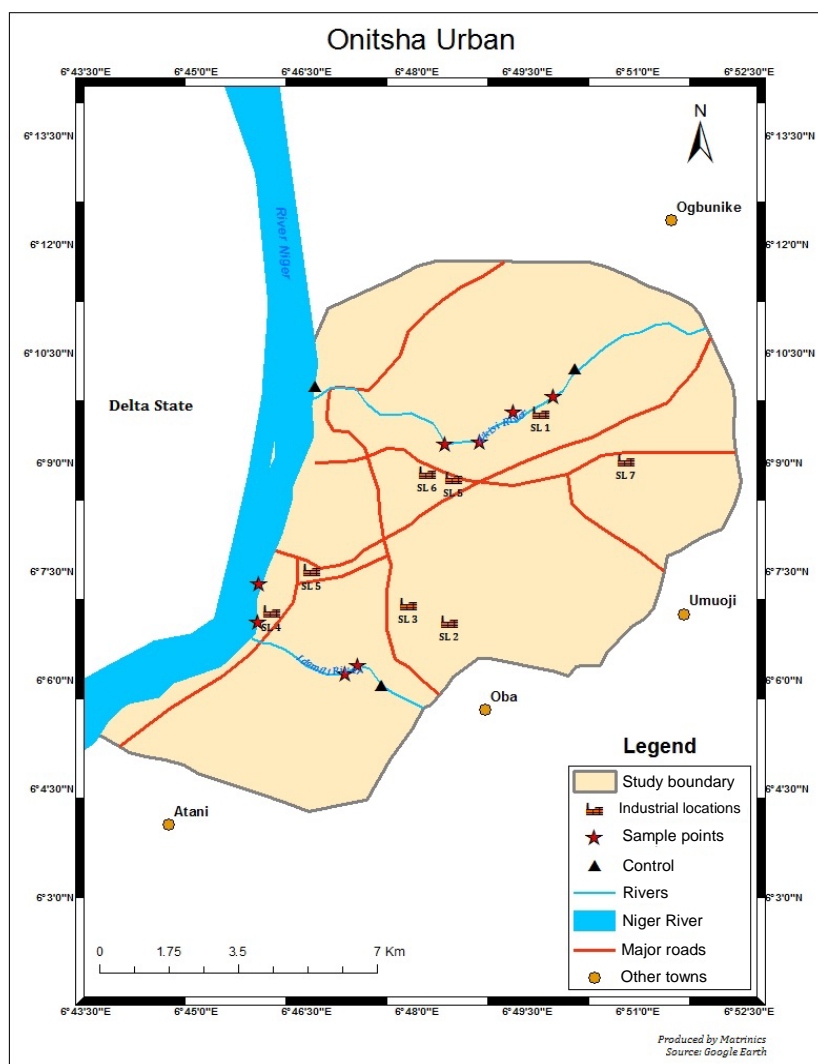 Onitsha Urban
6°43'30"E 6°45'0"E 6°46'30"E 6°48'0"E 6°49'30"E 6°51'0"E 6°52'30"E
6°13'30"N 6°13'30"N
N
Ogbunike
River Niger
6°12'0"N 6°12'0"N
6°10'30"N 6°10'30"N
Delta State
SL 1
6°9'0"N 6°9'0"N
SL 6 SL 5 SL 7
6°7'30"N 6°7'30"N
SL 5
SL 3
Umuoji
SL 4 SL 2
6°6'0"N 6°6'0"N
Oba
Legend
Study boundary
6°4'30"N 6°4'30"N
Atani
Industrial locations
Sample points
Control
6°3'0"N 6°3'0"N
Rivers
Niger River
0 1.75 3.5 7 Km
Major roads
Other towns
6°43'30"E 6°45'0"E 6°46'30"E 6°48'0"E 6°49'30"E 6°51'0"E 6°52'30"E
Produced by Matrinics
Source: Google Earth